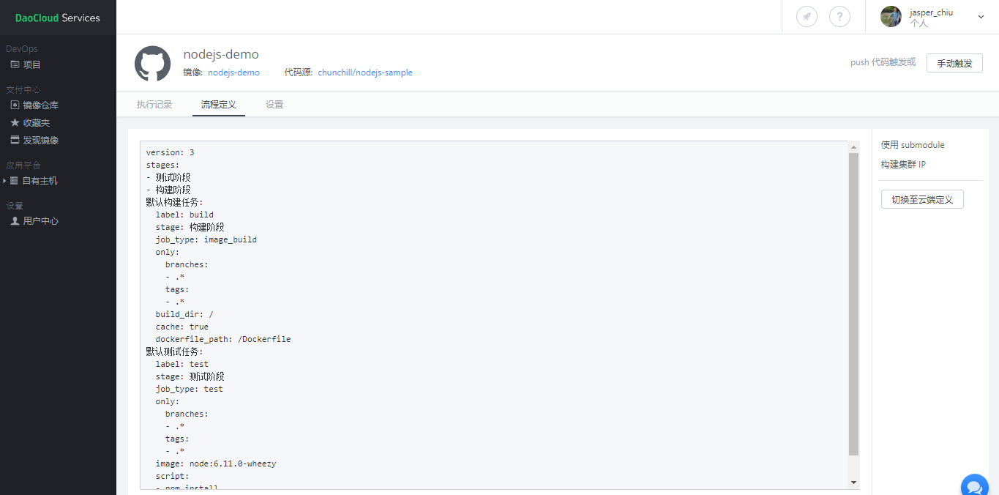 DaoCloud Services
jasper_chiu
个人
DevOps
项目
交付中心
镜像仓库
收藏夹
发现镜像
应用平台
自有主机
设置
用户中心
nodejs-demo
镜像: nodejs-demo 代码源: chunchill/nodejs-sample
push 代码触发或 手动触发
执行记录 流程定义 设置
version: 3
stages:
- 测试阶段
- 构建阶段
默认构建任务:
label: build
stage: 构建阶段
job_type: image_build
only:
branches:
- .*
tags:
- .*
build_dir: /
cache: true
dockerfile_path: /Dockerfile
默认测试任务:
label: test
stage: 测试阶段
job_type: test
only:
branches:
- .*
tags:
- .*
image: node:6.11.0-wheezy
script:
- npm install
使用 submodule
构建集群 IP
切换至云端定义